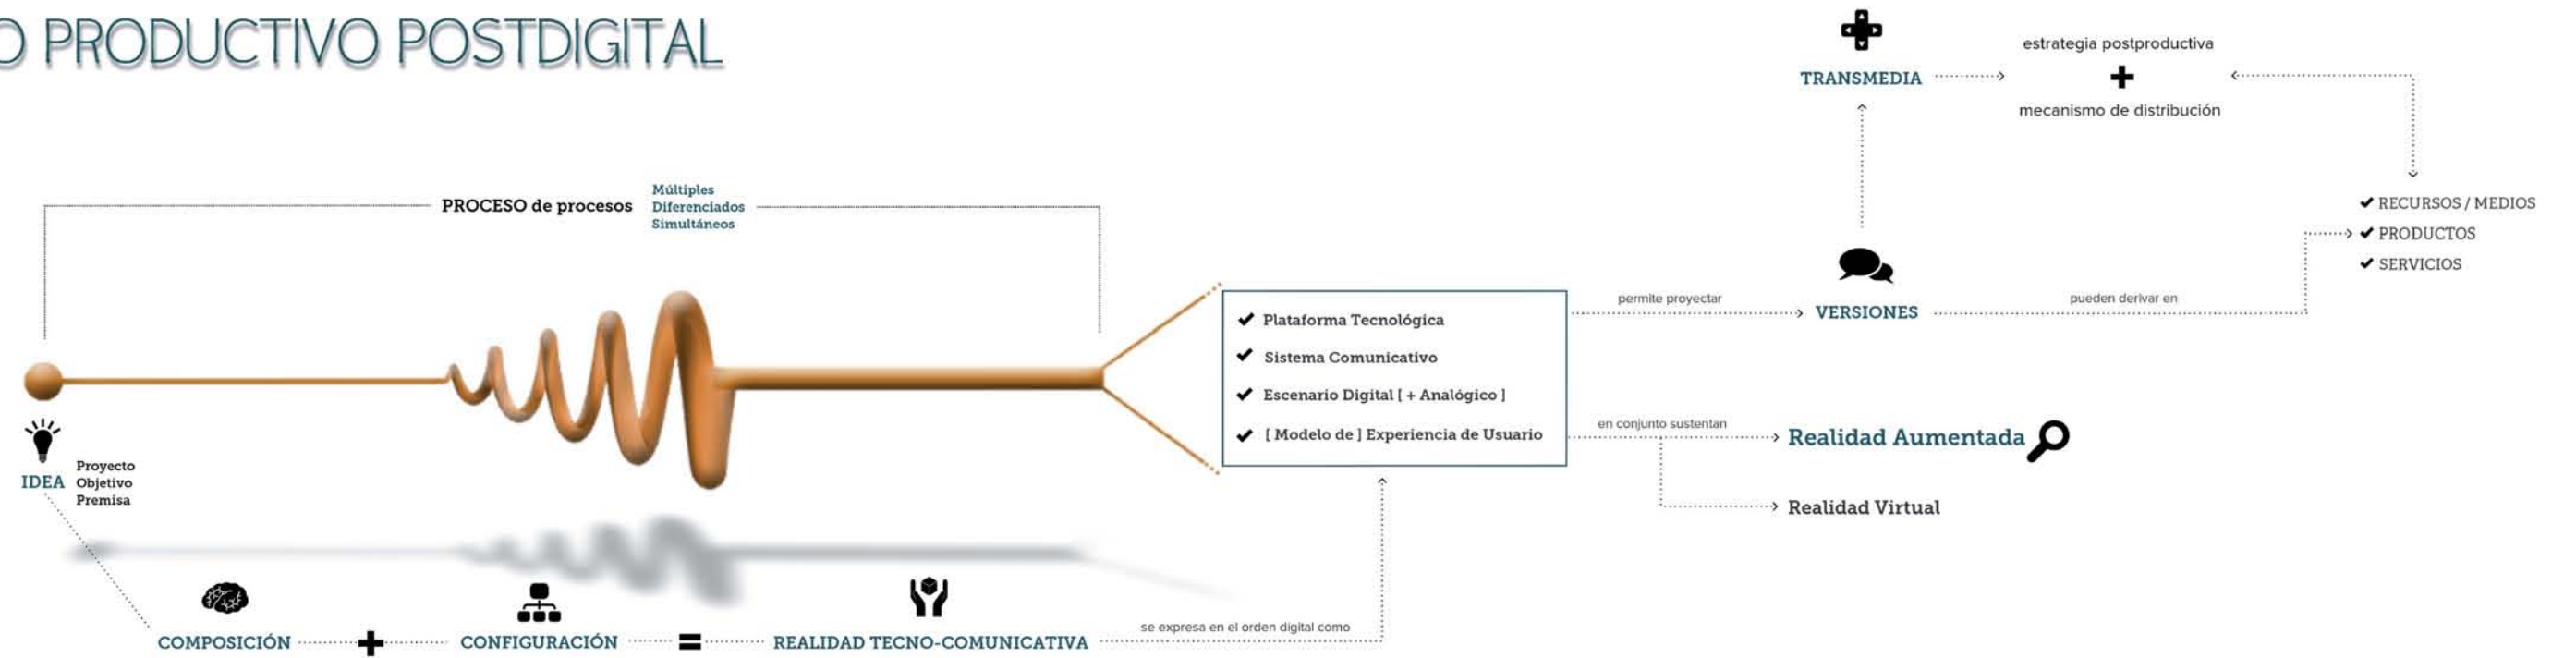 O PRODUCTIVO POSTDIGITAL
TRANSMEDIA
estrategia postproductiva
+
mecanismo de distribución
PROCESO de procesos
Múltiples
Diferenciados
Simultáneos
RECURSOS / MEDIOS
PRODUCTOS
SERVICIOS
Plataforma Tecnológica
Sistema Comunicativo
Escenario Digital [ + Analógico ]
[ Modelo de ] Experiencia de Usuario
permite proyectar
VERSIONES
pueden derivar en
en conjunto sustentan
Realidad Aumentada
Realidad Virtual
IDEA
Proyecto
Objetivo
Premisa
COMPOSICIÓN
+
CONFIGURACIÓN
=
REALIDAD TECNO-COMUNICATIVA
se expresa en el orden digital como